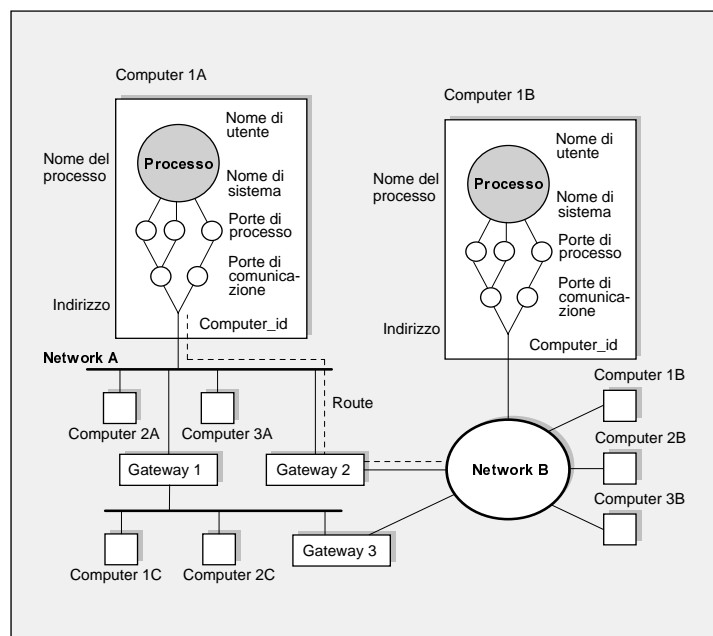 Computer 1A
Nome di
utente
Processo
Nome del
processo
Nome di
sistema
Porte di
processo
Porte di
comunica-
zione
Indirizzo
Computer_id
Computer 1B
Nome di
utente
Processo
Nome del
processo
Nome di
sistema
Porte di
processo
Porte di
comunica-
zione
Indirizzo
Computer_id
Network A
Computer 2A
Computer 3A
Route
Gateway 1
Gateway 2
Network B
Computer 1B
Computer 2B
Computer 3B
Computer 1C
Computer 2C
Gateway 3